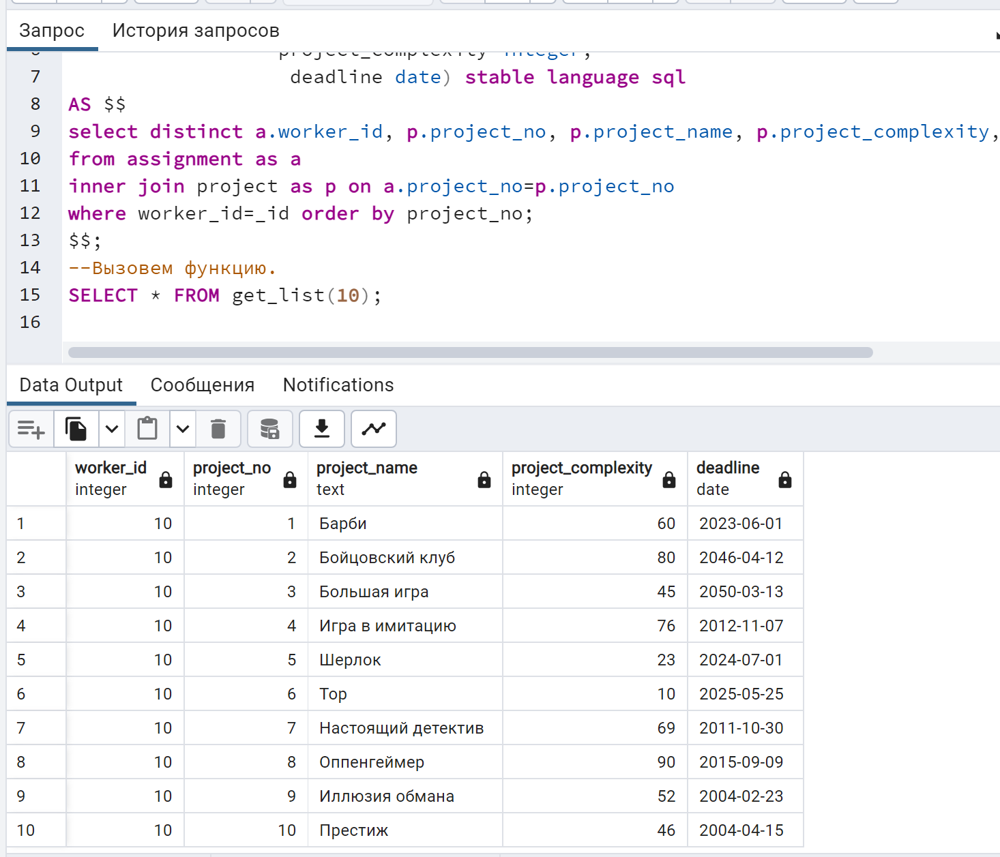 Запрос История запросов
6 project_complexity integer,
7 deadline date) stable language sql
8 AS $$
9 select distinct a.worker_id, p.project_no, p.project_name, p.project_complexity,
10 from assignment as a
11 inner join project as p on a.project_no=p.project_no
12 where worker_id=_id order by project_no;
13 $$;
14 --Вызовем функцию.
15 SELECT * FROM get_list(10);
16
Data Output Сообщения Notifications
worker_id project_no project_name project_complexity deadline
integer integer text integer date
1 10 1 Барби 60 2023-06-01
2 10 2 Бойцовский клуб 80 2046-04-12
3 10 3 Большая игра 45 2050-03-13
4 10 4 Игра в имитацию 76 2012-11-07
5 10 5 Шерлок 23 2024-07-01
6 10 6 Тор 10 2025-05-25
7 10 7 Настоящий детектив 69 2011-10-30
8 10 8 Оппенгеймер 90 2015-09-09
9 10 9 Иллюзия обмана 52 2004-02-23
10 10 10 Престиж 46 2004-04-15